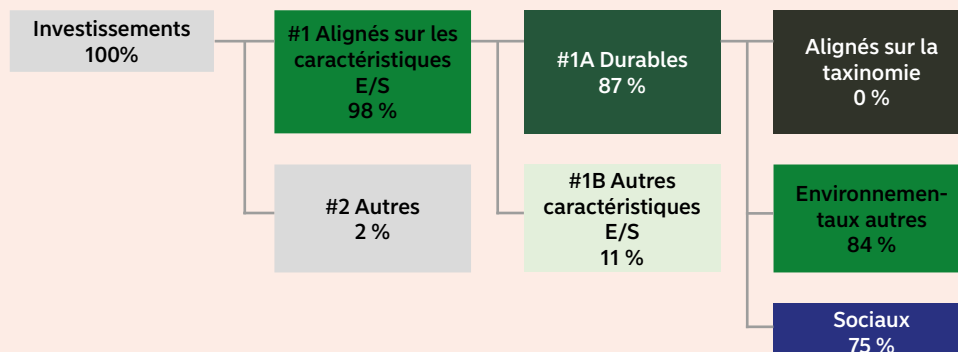 Investissements
100%
#1 Alignés sur les
caractéristiques
E/S
98 %
#1A Durables
87 %
Alignés sur la
taxinomie
0 %
#2 Autres
2 %
#1B Autres
caractéristiques
E/S
11 %
Environnemen-
taux autres
84 %
Sociaux
75 %